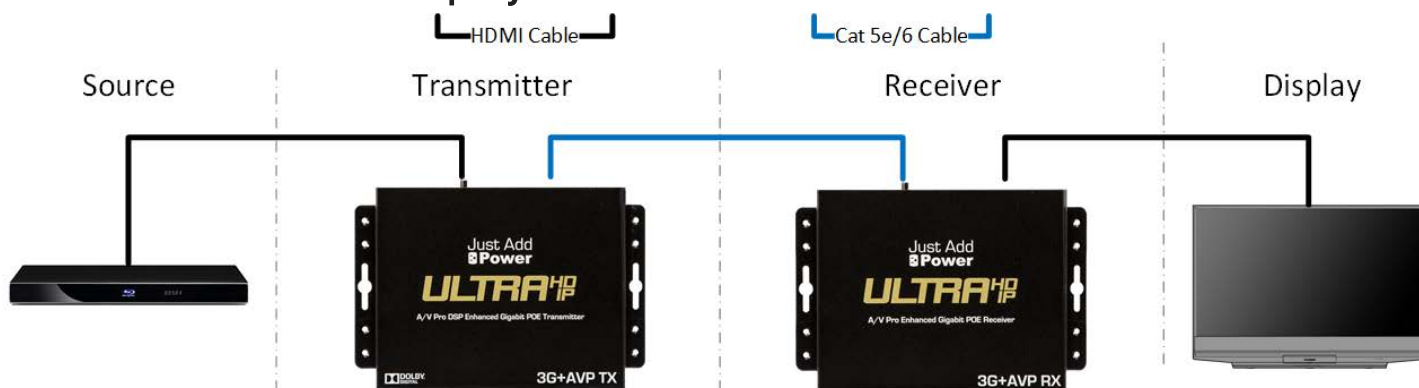 HDMI Cable
Cat 5e/6 Cable
Source
Transmitter
Receiver
Display
Just Add
Power
ULTRA HD IP
A/V Pro DSP Enhanced Gigabit POE Transmitter
DOLBY
DIGITAL
3G+AVP TX
Just Add
Power
ULTRA HD IP
A/V Pro Enhanced Gigabit POE Receiver
3G+AVP RX